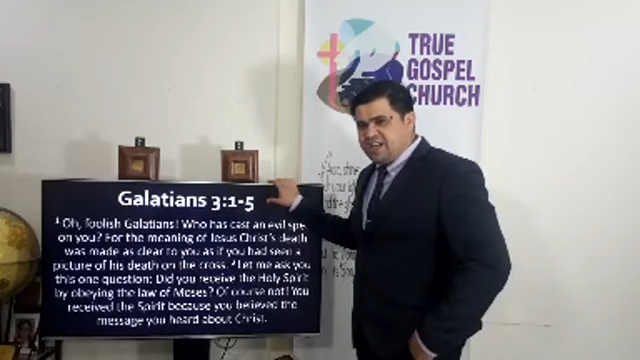 TRUE
GOSPEL
CHURCH
Galatians 3:1-5
¹ Oh, foolish Galatians! Who has cast an evil spe
on you? For the meaning of Jesus Christ's death
was made as clear to you as if you had seen a
picture of his death on the cross. ² Let me ask you
this one question: Did you receive the Holy Spirit
by obeying the law of Moses? Of course not! You
received the Spirit because you believed the
message you heard about Christ.